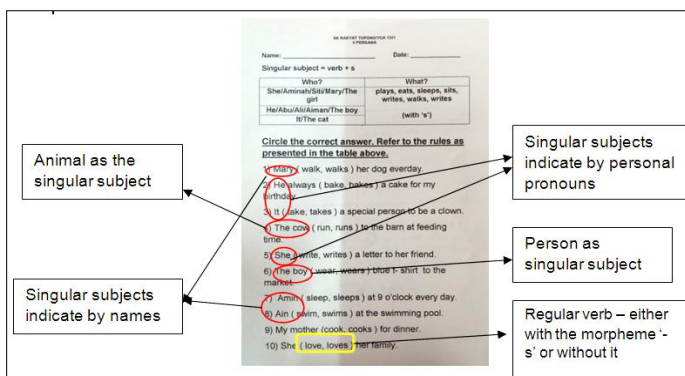 SK RAKYAT TUPONGIYOK YISY
5 PERDANA
Name: Date:
Singular subject = verb + s
Who? What?
She/Aminah/Siti/Mary/The girl
plays, eats, sleeps, sits, writes, walks, writes
He/Abu/Ali/Aiman/The boy
(with 's')
It/The cat
Circle the correct answer. Refer to the rules as
presented in the table above.
1) Mary ( walk, walks ) her dog everday.
2) He always ( bake, bakes ) a cake for my
birthday.
3) It ( take, takes ) a special person to be a clown.
4) The cow ( run, runs ) to the barn at feeding
time.
5) She ( write, writes ) a letter to her friend.
6) The boy ( wear, wears ) blue t- shirt to the
market.
7) Amin ( sleep, sleeps ) at 9 o'clock every day.
8) Ain ( swim, swims ) at the swimming pool.
9) My mother (cook, cooks ) for dinner.
10) She ( love, loves ) her family.
Animal as the
singular subject
Singular subjects
indicate by names
Singular subjects
indicate by personal
pronouns
Person as
singular subject
Regular verb – either
with the morpheme '-
s' or without it